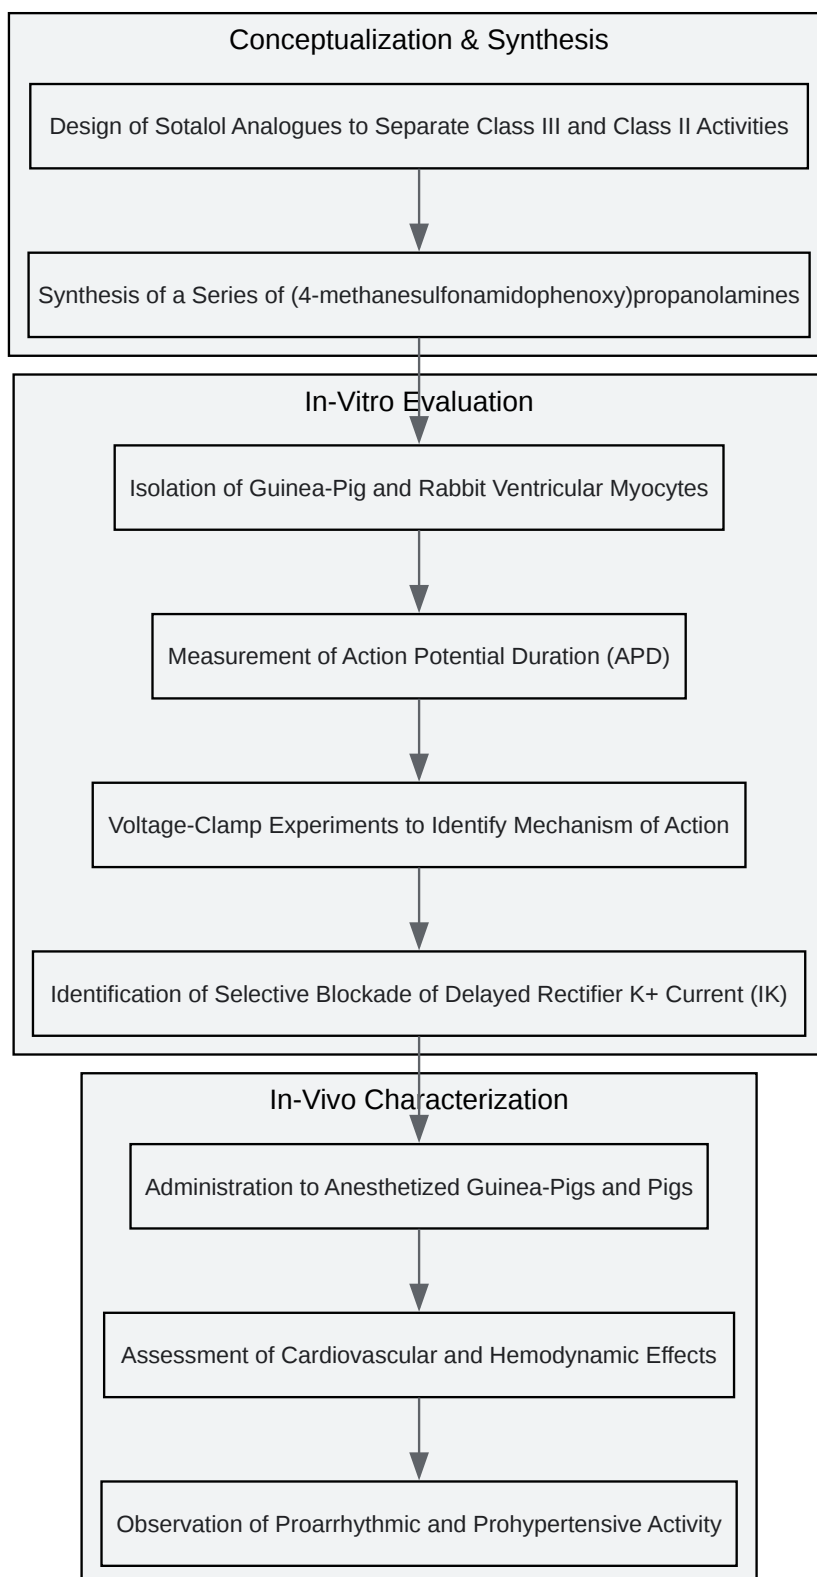 Conceptualization & Synthesis
Design of Sotalol Analogues to Separate Class III and Class II Activities
Synthesis of a Series of (4-methanesulfonamidophenoxy)propanolamines
In-Vitro Evaluation
Isolation of Guinea-Pig and Rabbit Ventricular Myocytes
Measurement of Action Potential Duration (APD)
Voltage-Clamp Experiments to Identify Mechanism of Action
Identification of Selective Blockade of Delayed Rectifier K+ Current (IK)
In-Vivo Characterization
Administration to Anesthetized Guinea-Pigs and Pigs
Assessment of Cardiovascular and Hemodynamic Effects
Observation of Proarrhythmic and Prohypertensive Activity